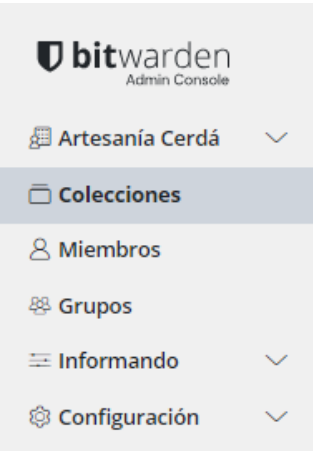 bitwarden
Admin Console
Artesanía Cerdá
Colecciones
Miembros
Grupos
Informando
Configuración